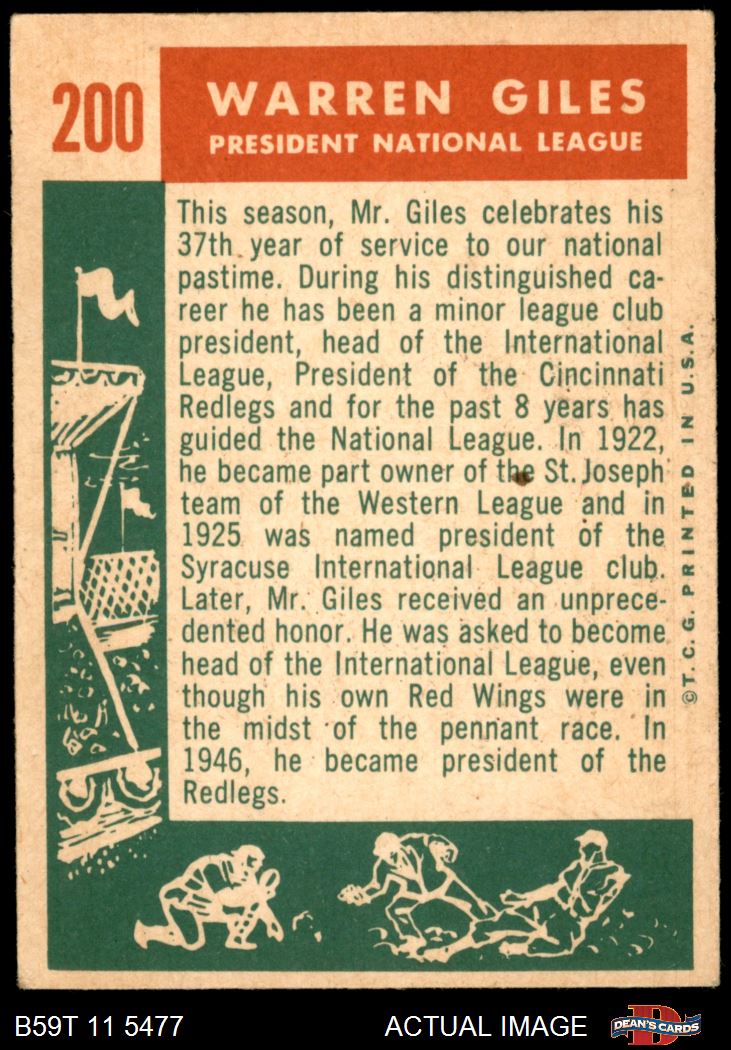 200
WARREN GILES
PRESIDENT NATIONAL LEAGUE
This season, Mr. Giles celebrates his
37th year of service to our national
pastime. During his distinguished ca-
reer he has been a minor league club
president, head of the International
League, President of the Cincinnati
Redlegs and for the past 8 years has
guided the National League. In 1922,
he became part owner of the St. Joseph
team of the Western League and in
1925 was named president of the
Syracuse International League club.
Later, Mr. Giles received an unprece-
dented honor. He was asked to become
head of the International League, even
though his own Red Wings were in
the midst of the pennant race. In
1946, he became president of the
Redlegs.
©T. C. G. PRINTED IN U.S.A.
B59T 11 5477
ACTUAL IMAGE
DEAN'S CARDS